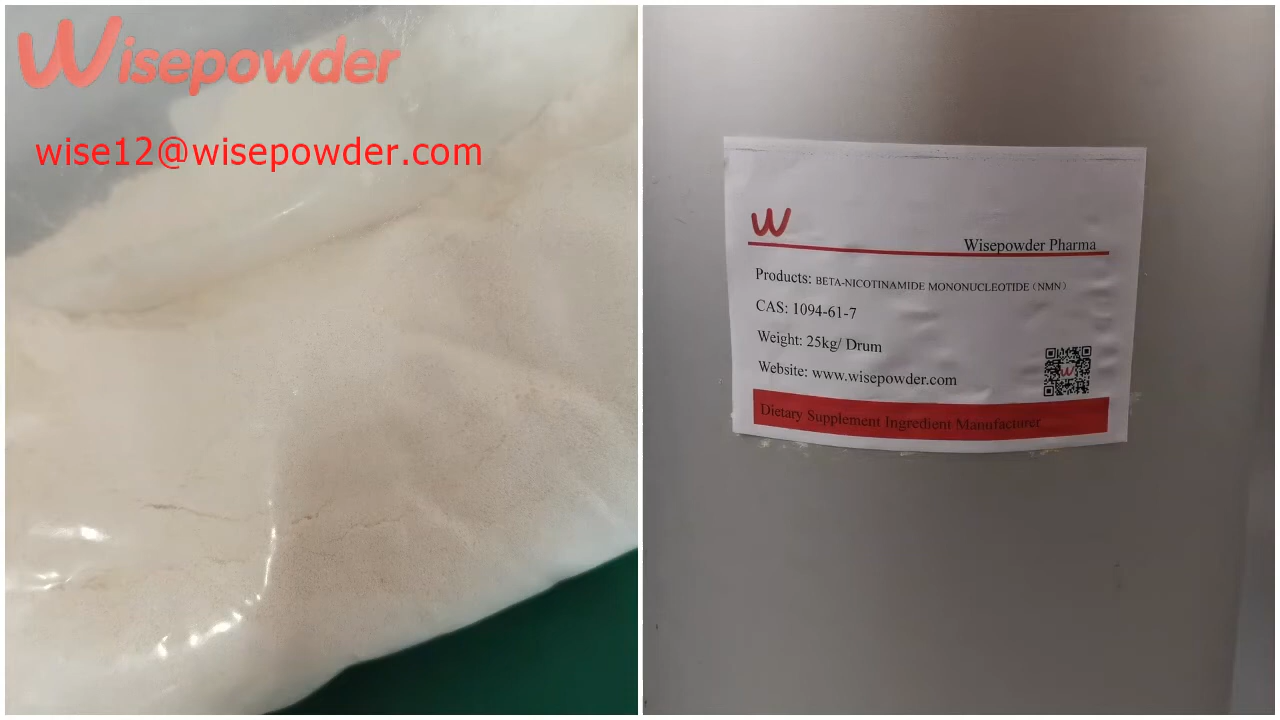 Wisepowder
wise12@wisepowder.com
W
Wisepowder Pharma
Products: BETA-NICOTINAMIDE MONONUCLEOTIDE (NMN)
CAS: 1094-61-7
Weight: 25kg/ Drum
Website: www.wisepowder.com
W
Dietary Supplement Ingredient Manufacturer